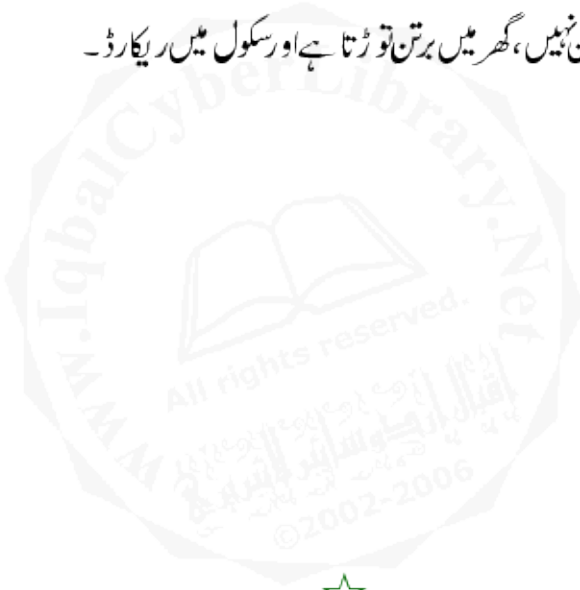 نہیں، گھر میں برتن توڑتا ہے اور سکول میں ریکارڈ۔
www.IqbalCyberLibrary.Net
All rights reserved.
©2002-2006